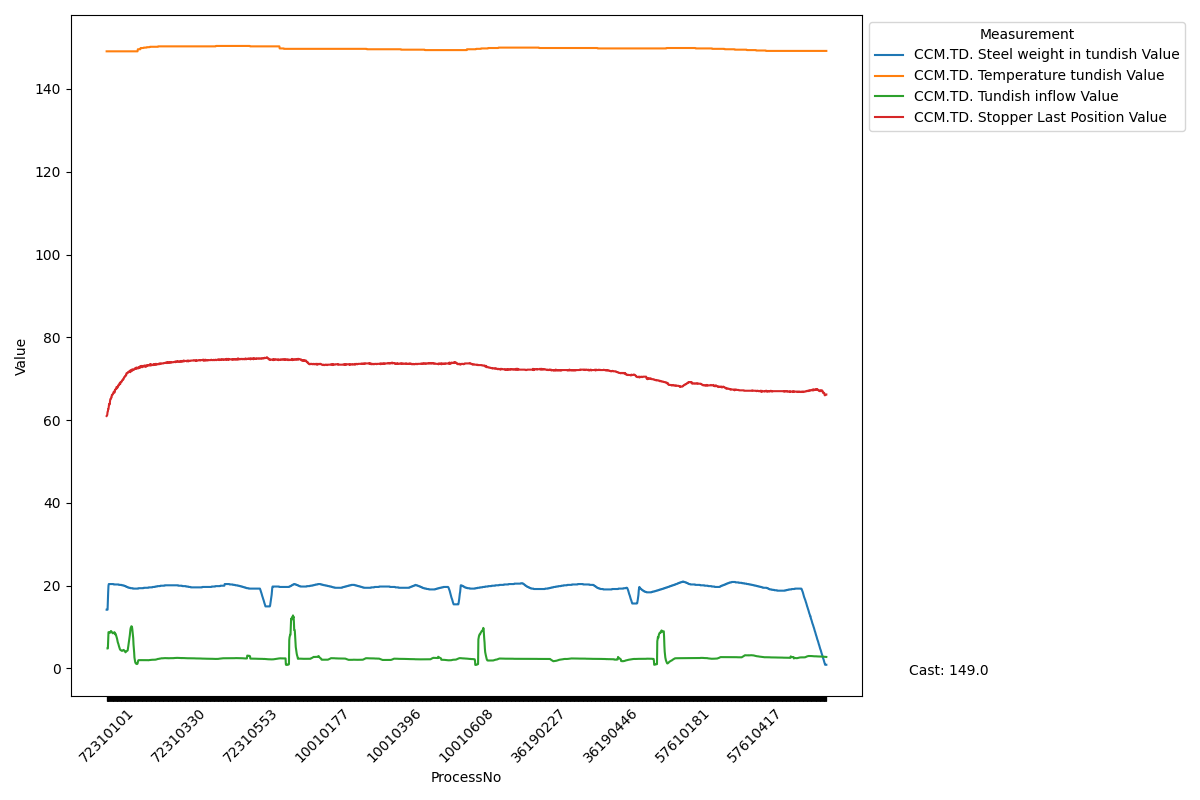 Measurement
CCM.TD. Steel weight in tundish Value
CCM.TD. Temperature tundish Value
CCM.TD. Tundish inflow Value
CCM.TD. Stopper Last Position Value
Value
140
120
100
80
60
40
20
0
Cast: 149.0
72310101
72310330
72310553
10010177
10010396
10010608
36190227
36190446
57610181
57610417
ProcessNo